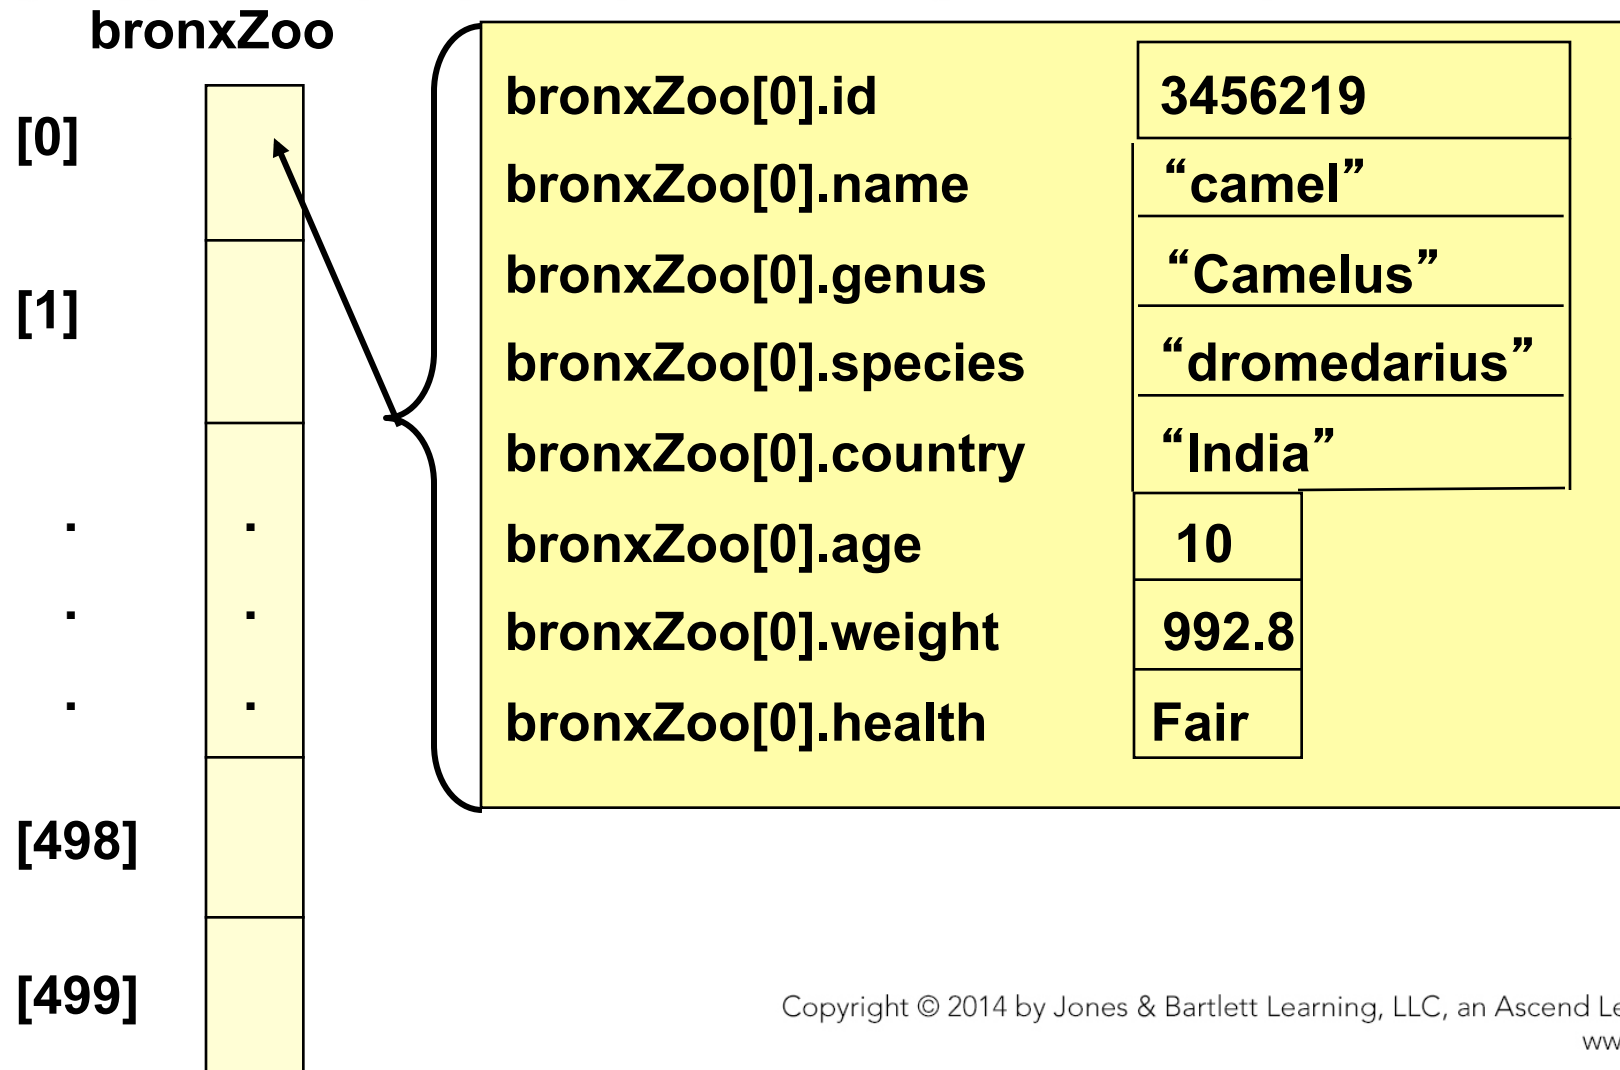 bronxZoo
[0]
[1]
.
.
.
.
.
.
[498]
[499]
bronxZoo[0].id 3456219
bronxZoo[0].name “camel”
bronxZoo[0].genus “Camelus”
bronxZoo[0].species “dromedarius”
bronxZoo[0].country “India”
bronxZoo[0].age 10
bronxZoo[0].weight 992.8
bronxZoo[0].health Fair
Copyright © 2014 by Jones & Bartlett Learning, LLC, an Ascend